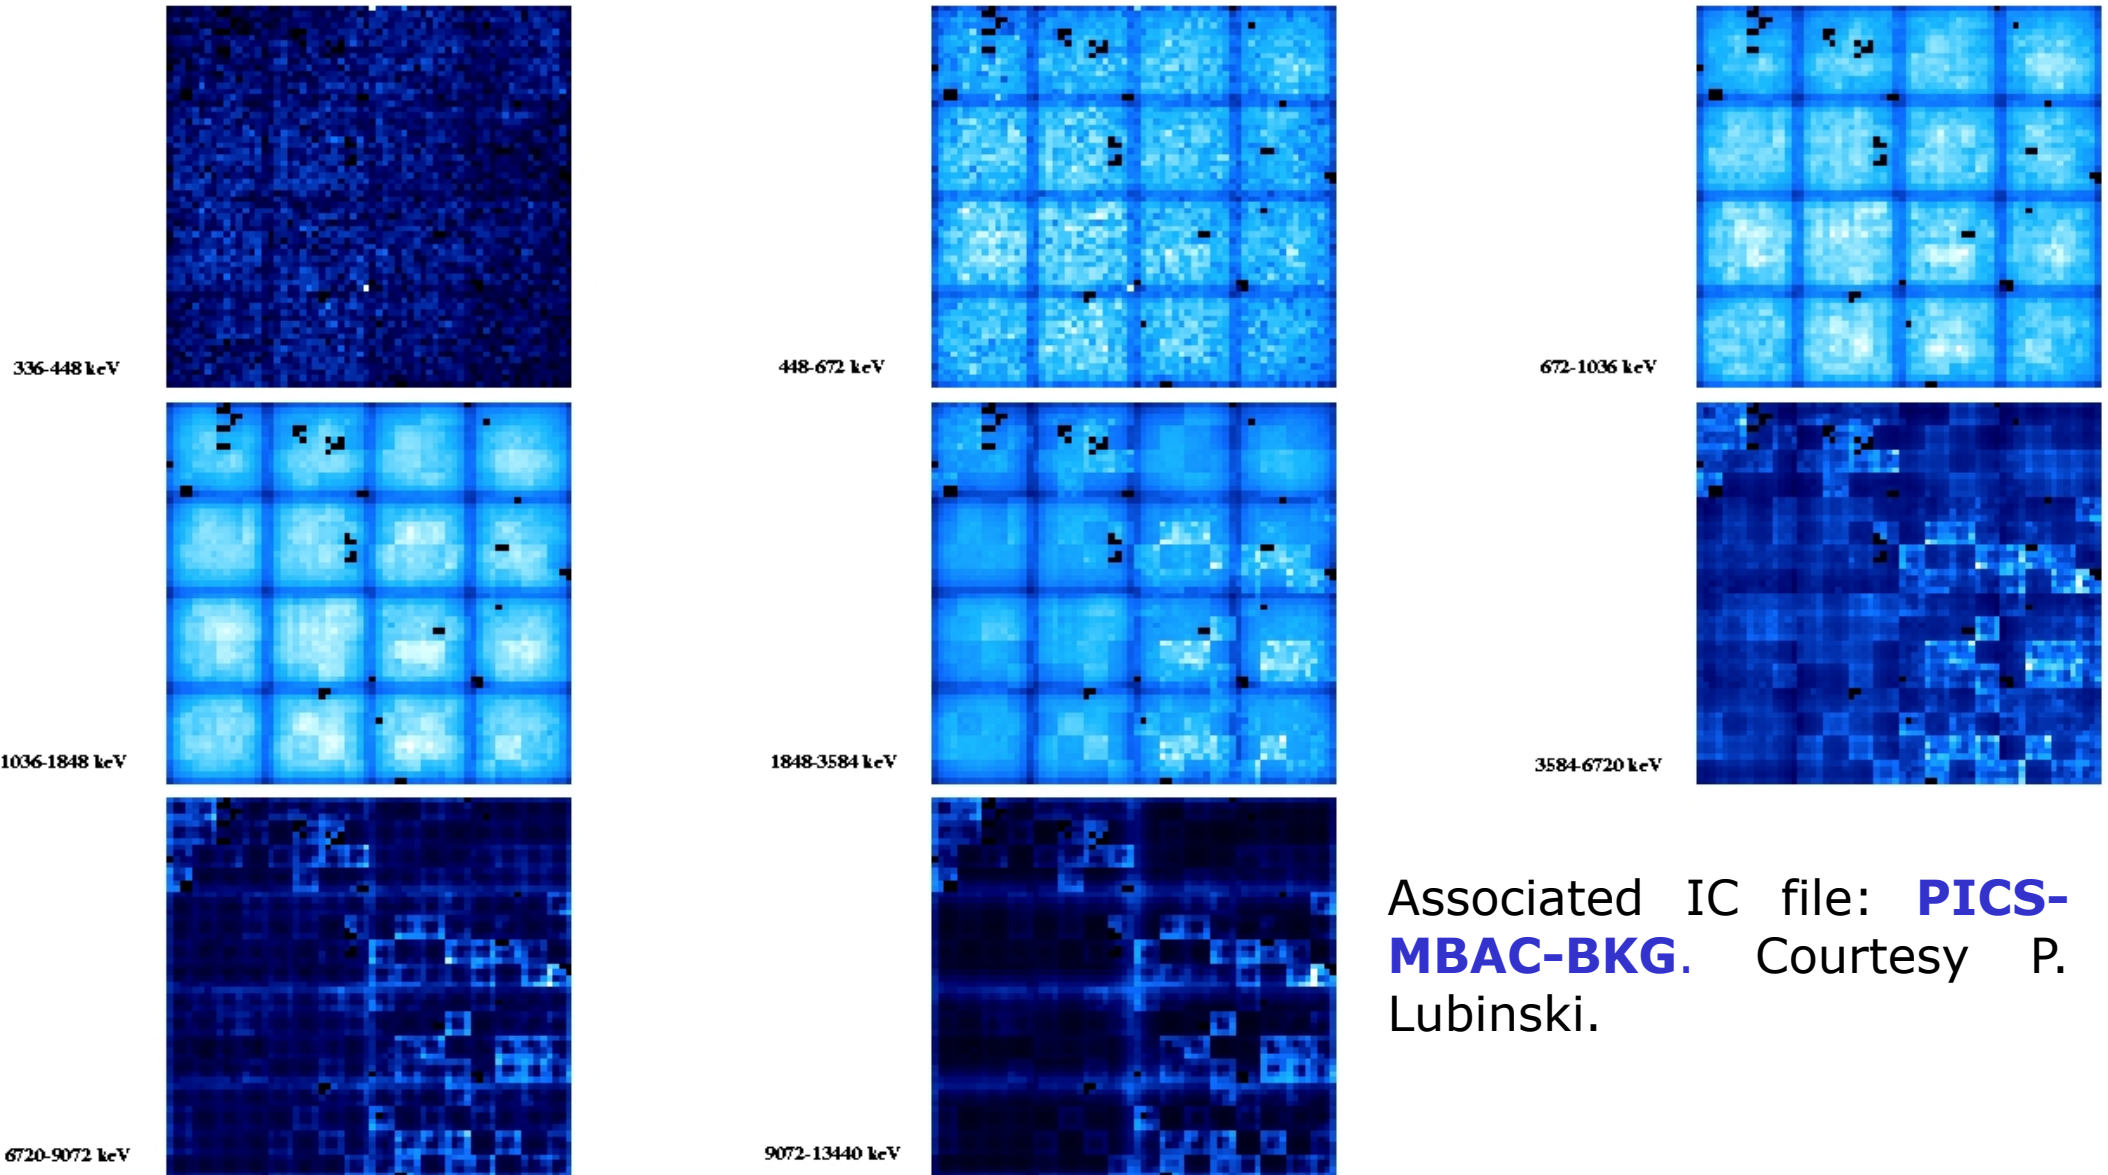 336-448 keV
448-672 keV
672-1036 keV
1036-1848 keV
1848-3584 keV
3584-6720 keV
6720-9072 keV
9072-13440 keV
Associated IC file: PICS-
MBAC-BKG. Courtesy P.
Lubinski.